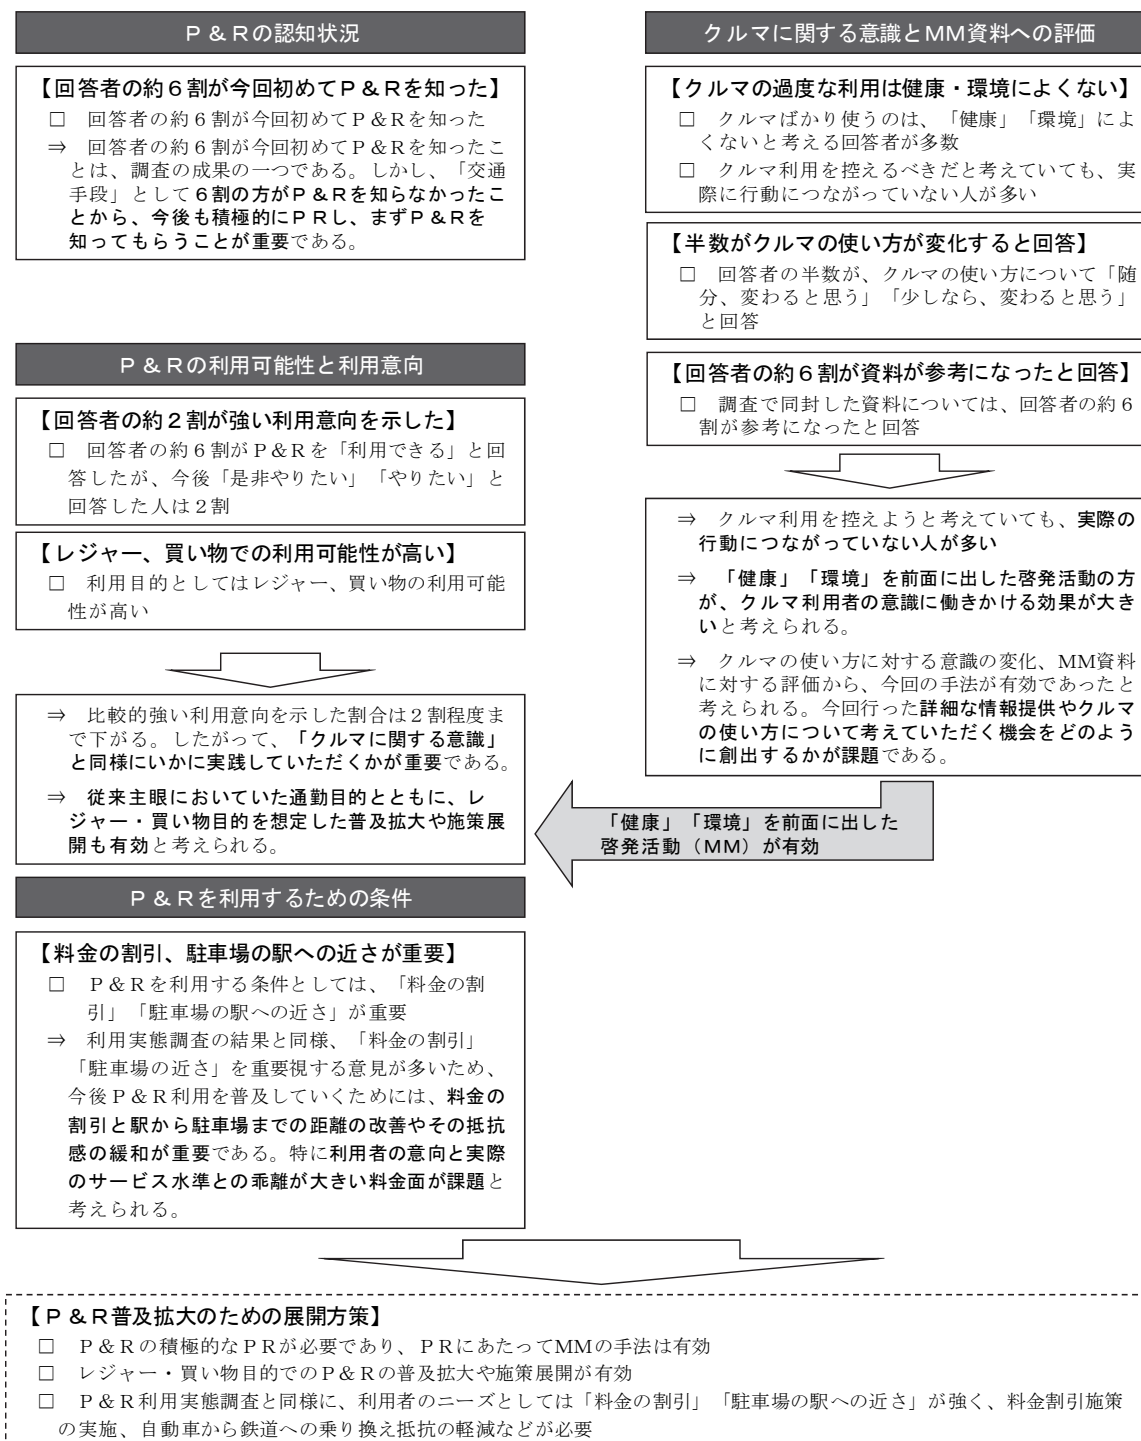 Ｐ＆Ｒの認知状況
【回答者の約６割が今回初めてＰ＆Ｒを知った】
□　回答者の約６割が今回初めてＰ＆Ｒを知った
⇒　回答者の約６割が今回初めてＰ＆Ｒを知ったこ
とは、調査の成果の一つである。しかし、「交通
手段」として６割の方がＰ＆Ｒを知らなかったこ
とから、今後も積極的にＰＲし、まずＰ＆Ｒを
知ってもらうことが重要である。
Ｐ＆Ｒの利用可能性と利用意向
【回答者の約２割が強い利用意向を示した】
□　回答者の約６割がＰ＆Ｒを「利用できる」と回
答したが、今後「是非やりたい」「やりたい」と
回答した人は２割
【レジャー、買い物での利用可能性が高い】
□　利用目的としてはレジャー、買い物の利用可能
性が高い
⇒　比較的強い利用意向を示した割合は２割程度ま
で下がる。したがって、「クルマに関する意識」
と同様にいかに実践していただくかが重要である。
⇒　従来主眼においていた通勤目的とともに、レ
ジャー・買い物目的を想定した普及拡大や施策展
開も有効と考えられる。
Ｐ＆Ｒを利用するための条件
【料金の割引、駐車場の駅への近さが重要】
□　Ｐ＆Ｒを利用する条件としては、「料金の割
引」「駐車場の駅への近さ」が重要
⇒　利用実態調査の結果と同様、「料金の割引」
「駐車場の近さ」を重要視する意見が多いため、
今後Ｐ＆Ｒ利用を普及していくためには、料金の
割引と駅から駐車場までの距離の改善やその抵抗
感の緩和が重要である。特に利用者の意向と実際
のサービス水準との乖離が大きい料金面が課題と
考えられる。
クルマに関する意識とＭＭ資料への評価
【クルマの過度な利用は健康・環境によくない】
□　クルマばかり使うのは、「健康」「環境」によ
くないと考える回答者が多数
□　クルマ利用を控えるべきだと考えていても、実
際に行動につながっていない人が多い
【半数がクルマの使い方が変化すると回答】
□　回答者の半数が、クルマの使い方について「随
分、変わると思う」「少しなら、変わると思う」
と回答
【回答者の約６割が資料が参考になったと回答】
□　調査で同封した資料については、回答者の約６
割が参考になったと回答
⇒　クルマ利用を控えようと考えていても、実際の
行動につながっていない人が多い
⇒　「健康」「環境」を前面に出した啓発活動の方
が、クルマ利用者の意識に働きかける効果が大き
いと考えられる。
⇒　クルマの使い方に対する意識の変化、MM資料
に対する評価から、今回の手法が有効であったと
考えられる。今回行った詳細な情報提供やクルマ
の使い方について考えていただく機会をどのよう
に創出するかが課題である。
「健康」「環境」を前面に出した
啓発活動（ＭＭ）が有効
【Ｐ＆Ｒ普及拡大のための展開方策】
□　Ｐ＆Ｒの積極的なＰＲが必要であり、ＰＲにあたってMMの手法は有効
□　レジャー・買い物目的でのＰ＆Ｒの普及拡大や施策展開が有効
□　Ｐ＆Ｒ利用実態調査と同様に、利用者のニーズとしては「料金の割引」「駐車場の駅への近さ」が強く、料金割引施策
の実施、自動車から鉄道への乗り換え抵抗の軽減などが必要